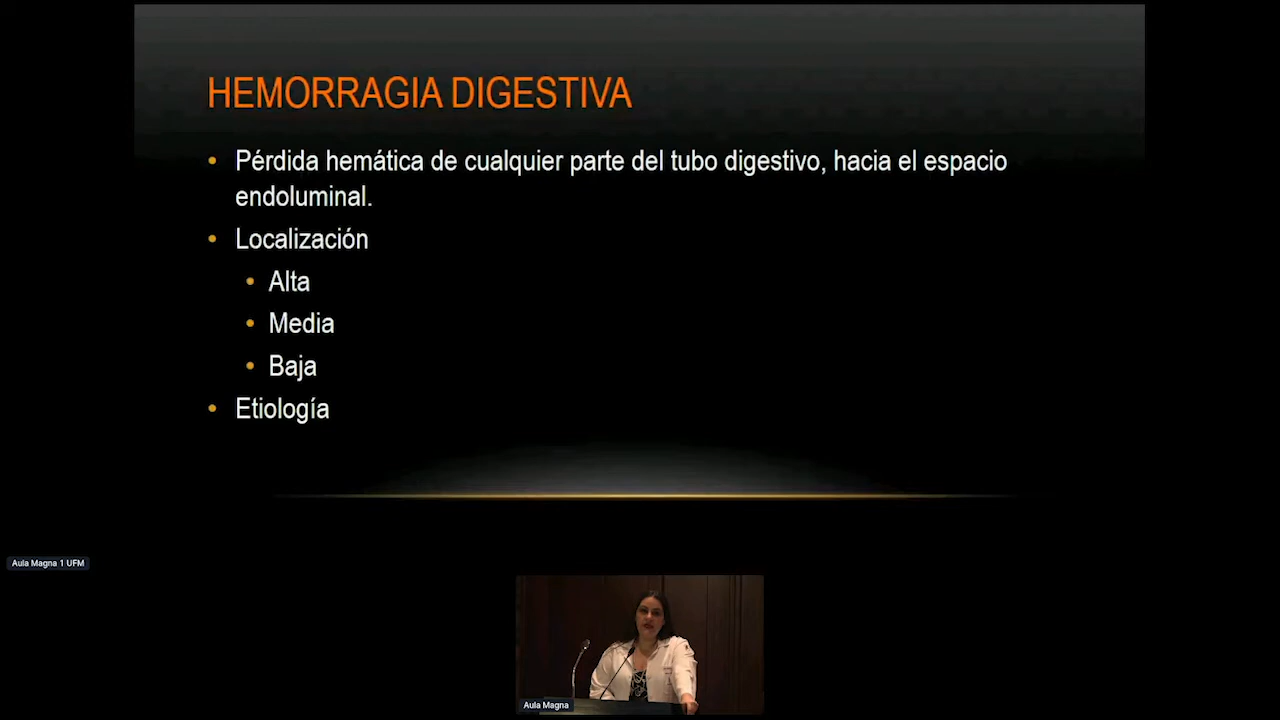 HEMORRAGIA DIGESTIVA
• Pérdida hemática de cualquier parte del tubo digestivo, hacia el espacio
endoluminal.
• Localización
• Alta
• Media
• Baja
• Etiología
Aula Magna 1 UFM
Aula Magna